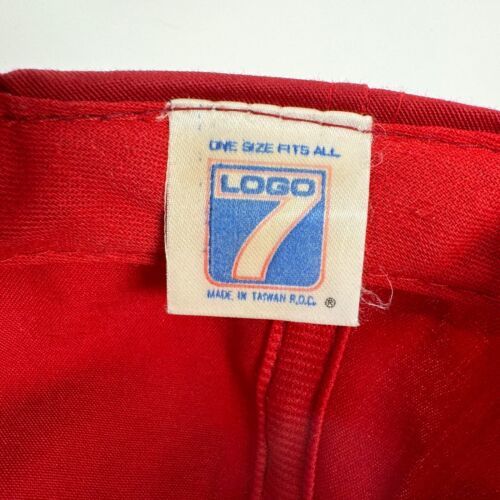 ONE SIZE FITS ALL
LOGO
7
MADE IN TAIWAN R.O.C. ®